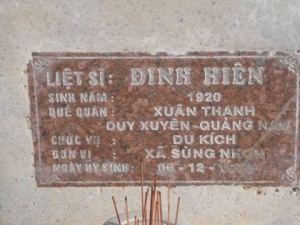 LIỆT SĨ: ĐINH HIÊN
SINH NĂM: 1920
QUÊ QUÁN: XUÂN THANH
DUY XUYÊN-QUẢNG NAM
CHỨC VỤ: DU KÍCH
ĐƠN VỊ XÃ SÙNG NHƠN
NGÀY HY SINH: 06-12-